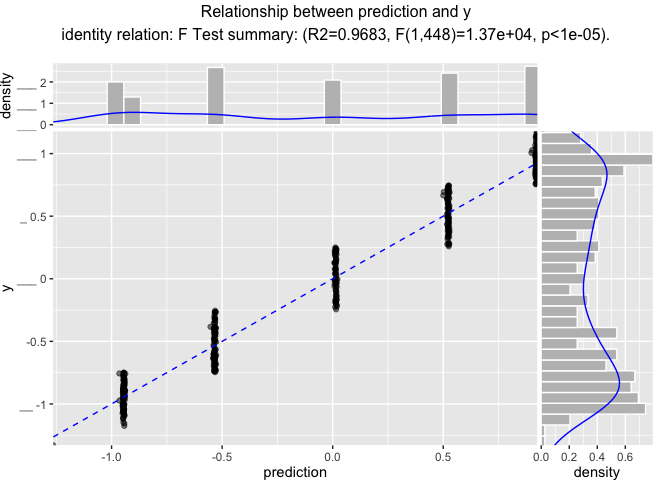 Relationship between prediction and y
identity relation: F Test summary: (R2=0.9683, F(1,448)=1.37e+04, p<1e-05).
density
2
1
0
y
1
0.5
0
-0.5
-1
-1.0 -0.5 0.0 0.5
prediction
0.0 0.2 0.4 0.6
density